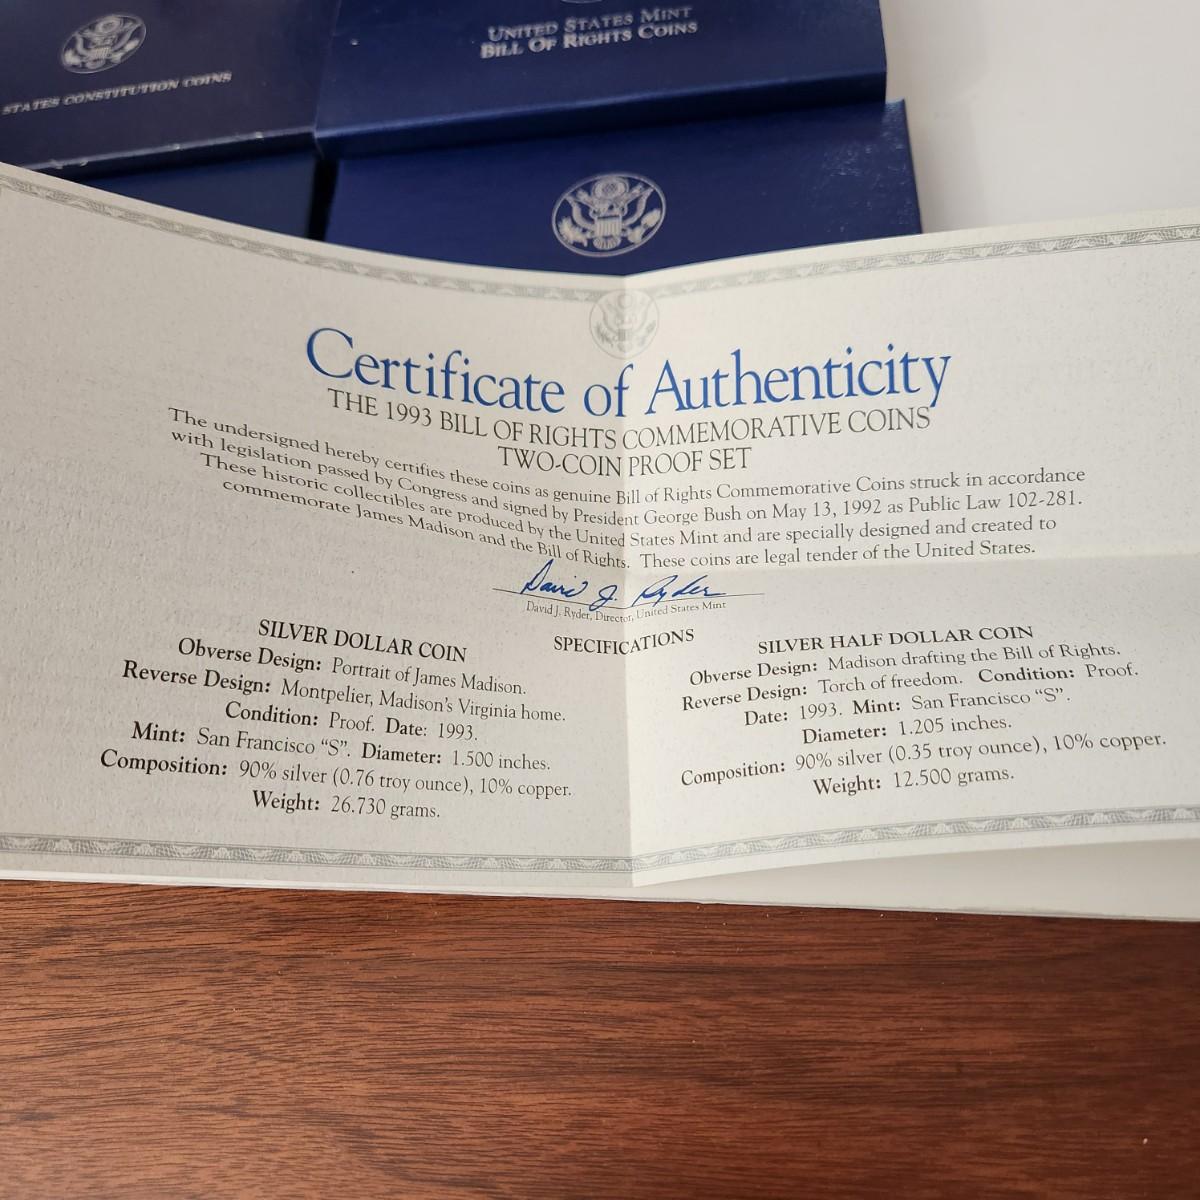 STATES CONSTITUTION COINS
UNITED STATES MINT
BILL OF RIGHTS COINS
Certificate of Authenticity
THE 1993 BILL OF RIGHTS COMMEMORATIVE COINS
TWO-COIN PROOF SET
The undersigned hereby certifies these coins as genuine Bill of Rights Commemorative Coins struck in accordance
with legislation passed by Congress and signed by President George Bush on May 13, 1992 as Public Law 102-281.
These historic collectibles are produced by the United States Mint and are specially designed and created to
commemorate James Madison and the Bill of Rights. These coins are legal tender of the United States.
David J. Ryder
David J. Ryder, Director, United States Mint
SPECIFICATIONS
SILVER DOLLAR COIN
Obverse Design: Portrait of James Madison.
Reverse Design: Montpelier, Madison's Virginia home.
Condition: Proof. Date: 1993.
Mint: San Francisco "S". Diameter: 1.500 inches.
Composition: 90% silver (0.76 troy ounce), 10% copper.
Weight: 26.730 grams.
SILVER HALF DOLLAR COIN
Obverse Design: Madison drafting the Bill of Rights.
Reverse Design: Torch of freedom. Condition: Proof.
Date: 1993. Mint: San Francisco "S".
Diameter: 1.205 inches.
Composition: 90% silver (0.35 troy ounce), 10% copper.
Weight: 12.500 grams.